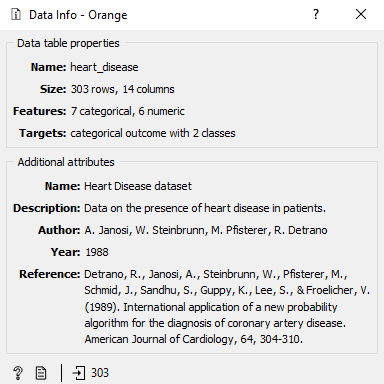 Data Info - Orange
Data table properties
Name: heart_disease
Size: 303 rows, 14 columns
Features: 7 categorical, 6 numeric
Targets: categorical outcome with 2 classes
Additional attributes
Name: Heart Disease dataset
Description: Data on the presence of heart disease in patients.
Author: A. Janosi, W. Steinbrunn, M. Pfisterer, R. Detrano
Year: 1988
Reference: Detrano, R., Janosi, A., Steinbrunn, W., Pfisterer, M.,
Schmid, J., Sandhu, S., Guppy, K., Lee, S., & Froelicher, V.
(1989). International application of a new probability
algorithm for the diagnosis of coronary artery disease.
American Journal of Cardiology, 64, 304-310.
? 303